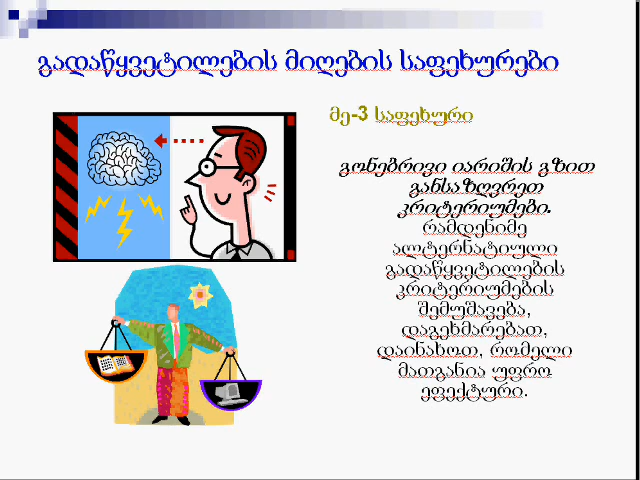 გადაწყვეტილების მიღების საფეხურები
მე-3 საფეხური
გონებრივი იარიშის გზით
განსაზღვრეთ
კრიტერიუმები.
რამდენიმე
ალტერნატიული
გადაწყვეტილების
კრიტერიუმების
შემუშავება,
დაგეხმარებათ,
დაინახოთ, რომელი
მათგანია უფრო
ეფექტური.